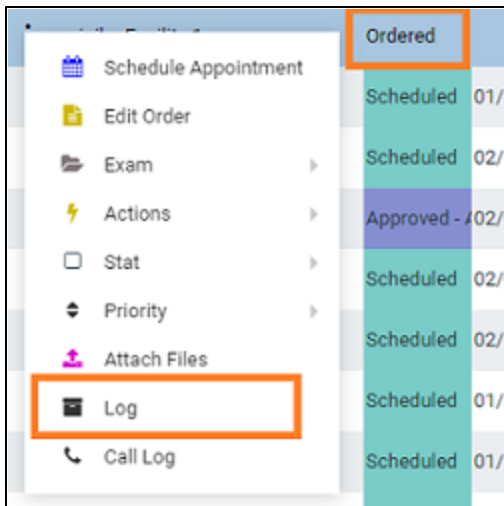 Ordered
Schedule Appointment
Scheduled 01/
Edit Order
Scheduled 02/
Exam
Actions
Approved - 02/
Stat
Scheduled 02/
Priority
Scheduled 02/
Attach Files
Log
Scheduled 01/
Call Log
Scheduled 01/